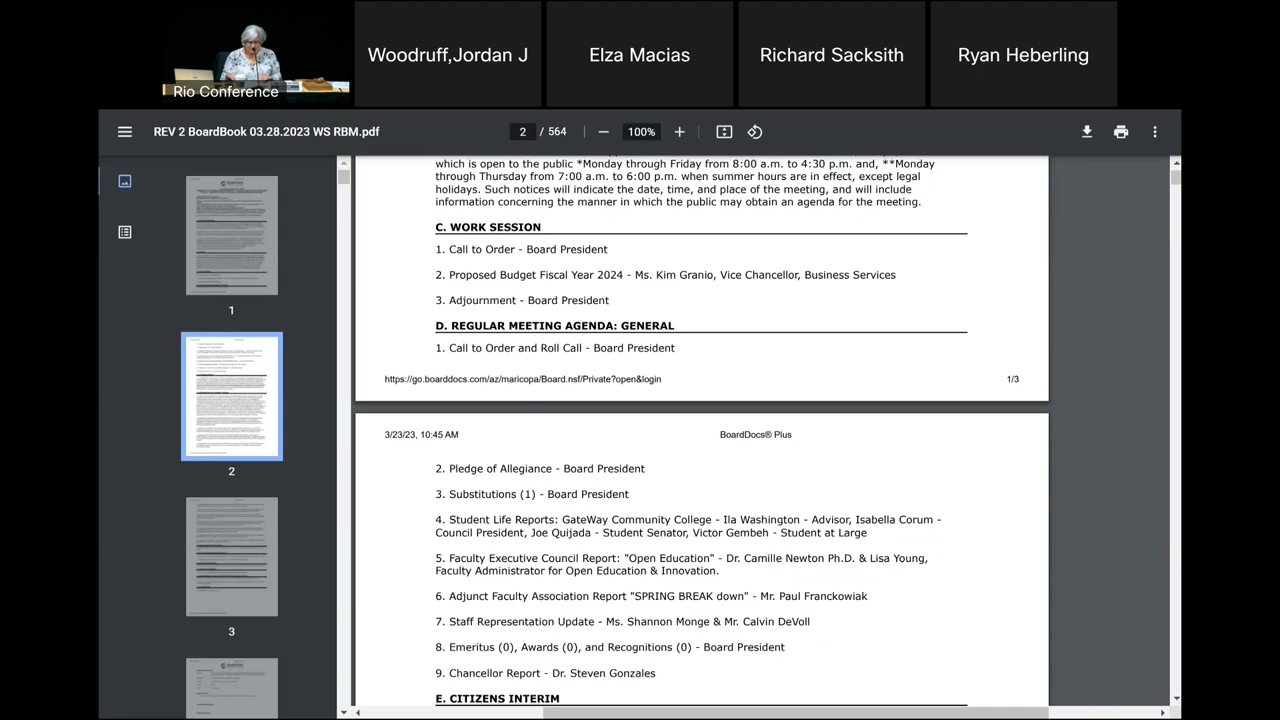 Rio Conference
Woodruff,Jordan J
Elza Macias
Richard Sacksith
Ryan Heberling
REV 2 BoardBook 03.28.2023 WS RBM.pdf
2 / 564
100%
which is open to the public *Monday through Friday from 8:00 a.m. to 4:30 p.m. and, **Monday
through Thursday from 7:00 a.m. to 6:00 p.m. when summer hours are in effect, except legal
holidays. Such notices will indicate the date, time, and place of the meeting, and will include
information concerning the manner in which the public may obtain an agenda for the meeting.
C. WORK SESSION
1. Call to Order - Board President
2. Proposed Budget Fiscal Year 2024 - Ms. Kim Granio, Vice Chancellor, Business Services
3. Adjournment - Board President
D. REGULAR MEETING AGENDA: GENERAL
1. Call to Order and Roll Call - Board President
https://go.boarddocs.com/az/maricopa/Board.nsf/Private?open&login
1/3
3/23/23, 10:45 AM
BoardDocs® Plus
2. Pledge of Allegiance - Board President
3. Substitutions (1) - Board President
4. Student Life Reports: GateWay Community College - Ila Washington - Advisor, Isabella Corum -
Council President, Joe Quijada - Student Senator, Victor Gembeh - Student at Large
5. Faculty Executive Council Report: "Open Education" - Dr. Camille Newton Ph.D. & Lisa Young,
Faculty Administrator for Open Education & Innovation.
6. Adjunct Faculty Association Report "SPRING BREAK down" - Mr. Paul Franckowiak
7. Staff Representation Update - Ms. Shannon Monge & Mr. Calvin DeVoll
8. Emeritus (0), Awards (0), and Recognitions (0) - Board President
9. Chancellor Report - Dr. Steven Gonzales
E. CITIZENS INTERIM
1
2
3